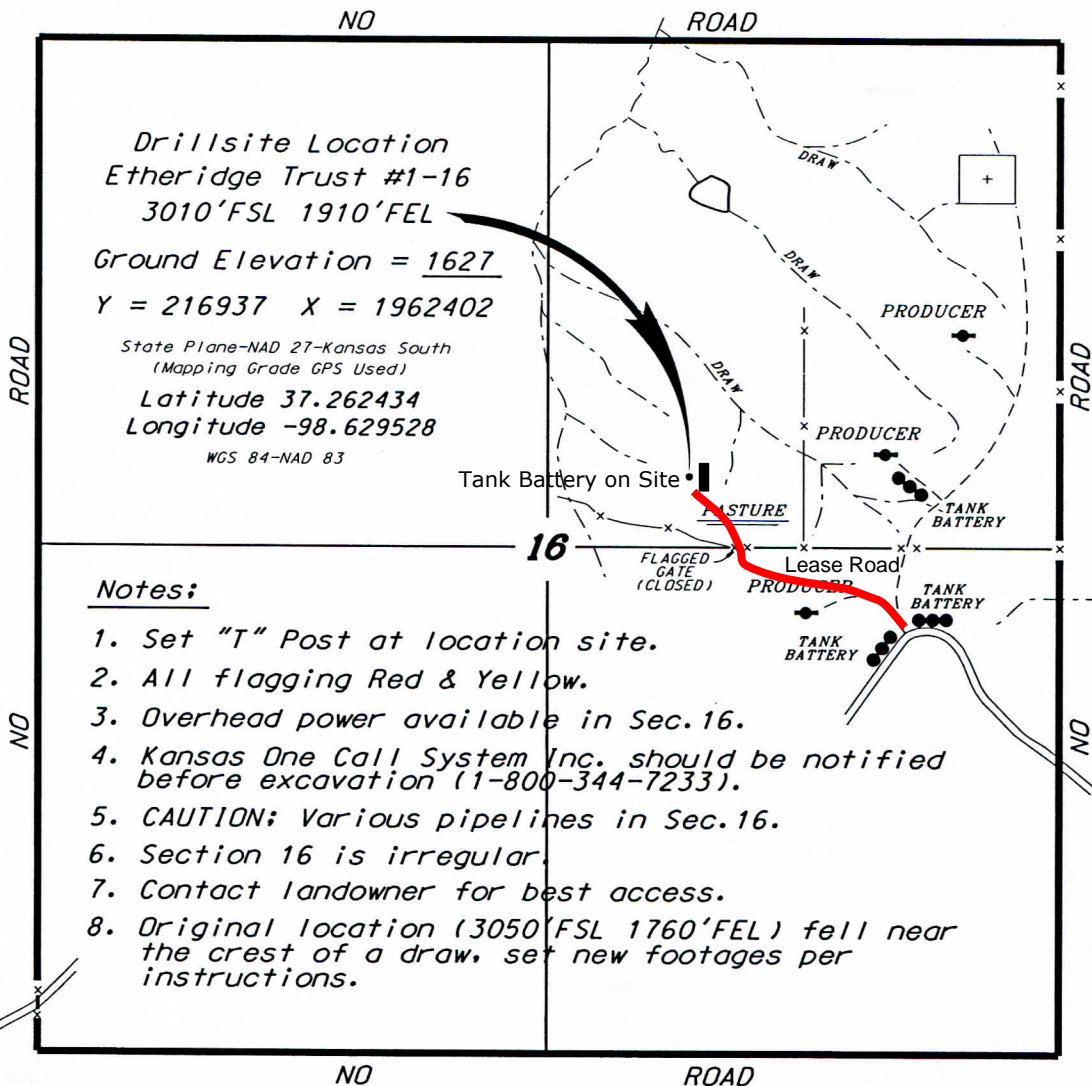 NO ROAD
Drillsite Location
Etheridge Trust #1-16
3010'FSL 1910'FEL
Ground Elevation = 1627
Y = 216937 X = 1962402
State Plane-NAD 27-Kansas South
(Mapping Grade GPS Used)
Latitude 37.262434
Longitude -98.629528
WGS 84-NAD 83
DRAW
DRAW
DRAW
PRODUCER
PRODUCER
ROAD
ROAD
Tank Battery on Site
PASTURE
TANK
BATTERY
16
FLAGGED
GATE
(CLOSED)
Lease Road
PRODUCER
TANK
BATTERY
TANK
BATTERY
NO
NO
Notes:
1. Set "T" Post at location site.
2. All flagging Red & Yellow.
3. Overhead power available in Sec.16.
4. Kansas One Call System Inc. should be notified
before excavation (1-800-344-7233).
5. CAUTION: Various pipelines in Sec.16.
6. Section 16 is irregular.
7. Contact landowner for best access.
8. Original location (3050'FSL 1760'FEL) fell near
the crest of a draw, set new footages per
instructions.
NO ROAD